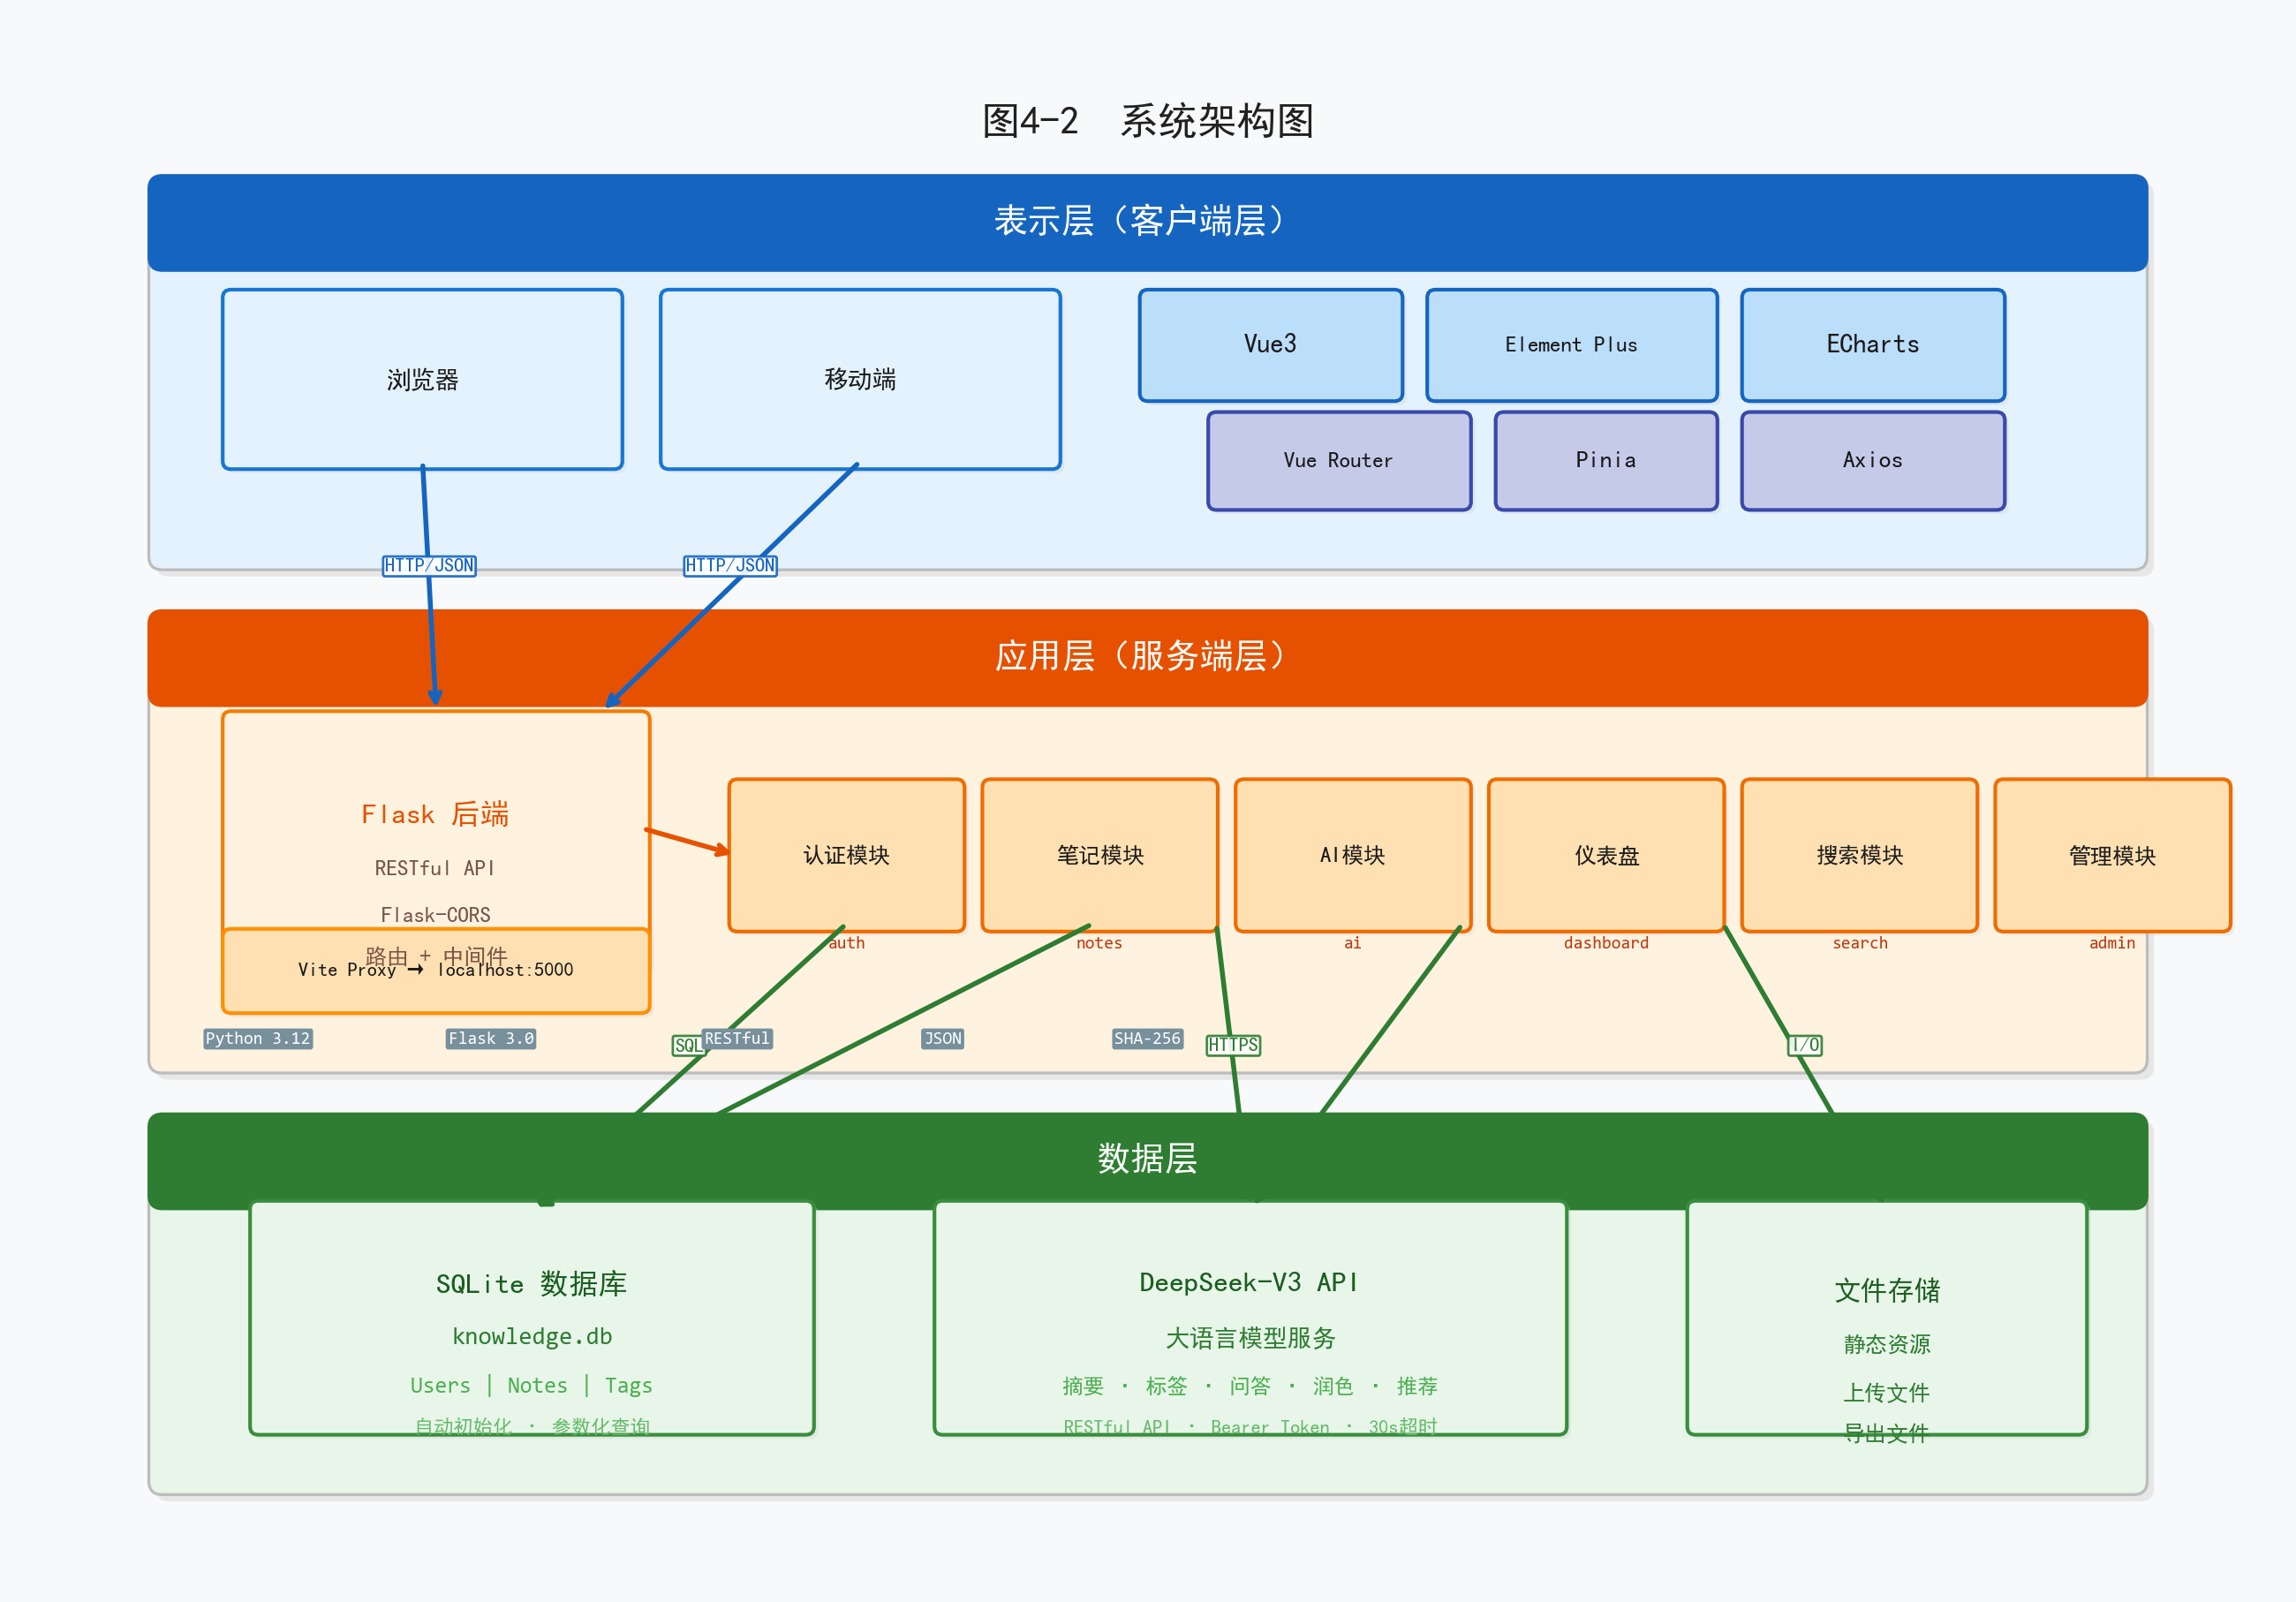 图4-2 系统架构图
表示层（客户端层）
浏览器
移动端
Vue3
Element Plus
ECharts
Vue Router
Pinia
Axios
HTTP/JSON
HTTP/JSON
应用层（服务端层）
Flask 后端
RESTful API
Flask-CORS
路由 + 中间件
Vite Proxy → localhost:5000
认证模块
笔记模块
AI模块
仪表盘
搜索模块
管理模块
auth
notes
ai
dashboard
search
admin
Python 3.12
Flask 3.0
SQL
RESTful
JSON
SHA-256
HTTPS
I/O
数据层
SQLite 数据库
knowledge.db
Users | Notes | Tags
自动初始化 · 参数化查询
DeepSeek-V3 API
大语言模型服务
摘要 · 标签 · 问答 · 润色 · 推荐
RESTful API · Bearer Token · 30s超时
文件存储
静态资源
上传文件
导出文件